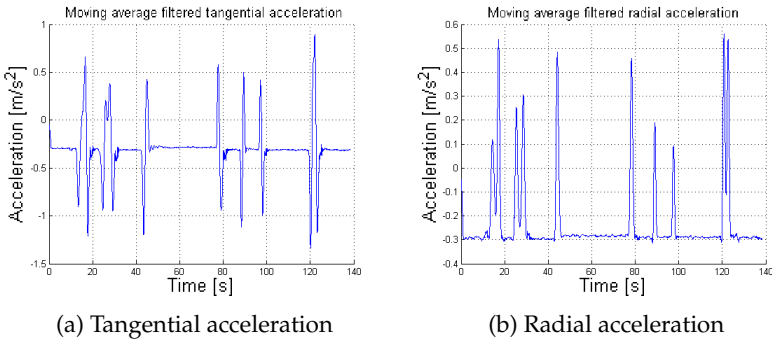 Moving average filtered tangential acceleration
Acceleration [m/s²]
1
0.5
0
-0.5
-1
-1.5
0 20 40 60 80 100 120 140
Time [s]
(a) Tangential acceleration
Moving average filtered radial acceleration
Acceleration [m/s²]
0.6
0.5
0.4
0.3
0.2
0.1
0
-0.1
-0.2
-0.3
-0.4
0 20 40 60 80 100 120 140
Time [s]
(b) Radial acceleration